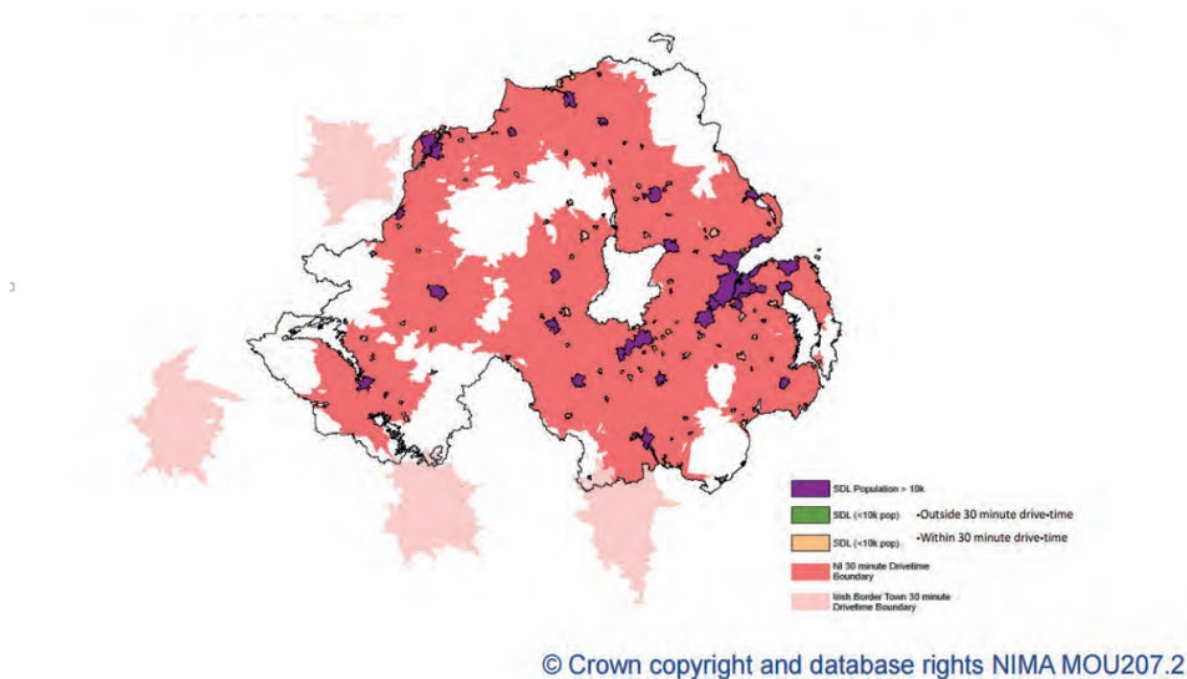 SDL Population > 10k
SDL (<10k pop) -Outside 30 minute drive-time
SDL (<10k pop) -Within 30 minute drive-time
NI 30 minute Drivetime
Boundary
Irish Border Town 30 minute
Drivetime Boundary
© Crown copyright and database rights NIMA MOU207.2